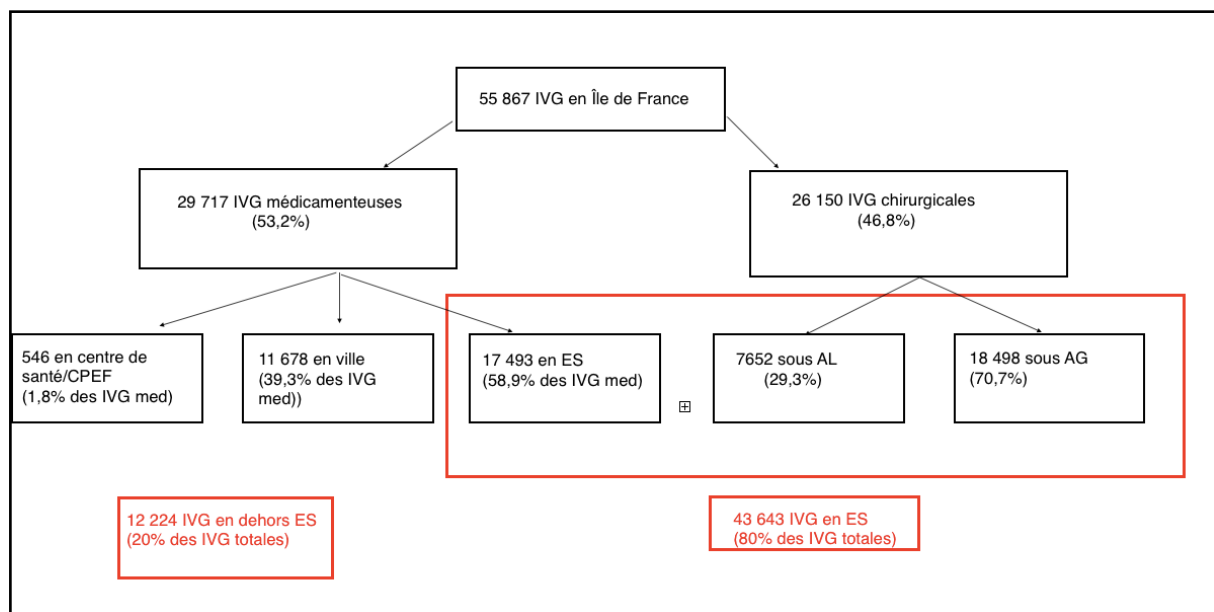 55 867 IVG en Île de France
29 717 IVG médicamenteuses
(53,2%)
26 150 IVG chirurgicales
(46,8%)
546 en centre de
santé/CPEF
(1,8% des IVG med)
11 678 en ville
(39,3% des IVG
med))
17 493 en ES
(58,9% des IVG med)
7652 sous AL
(29,3%)
18 498 sous AG
(70,7%)
12 224 IVG en dehors ES
(20% des IVG totales)
43 643 IVG en ES
(80% des IVG totales)